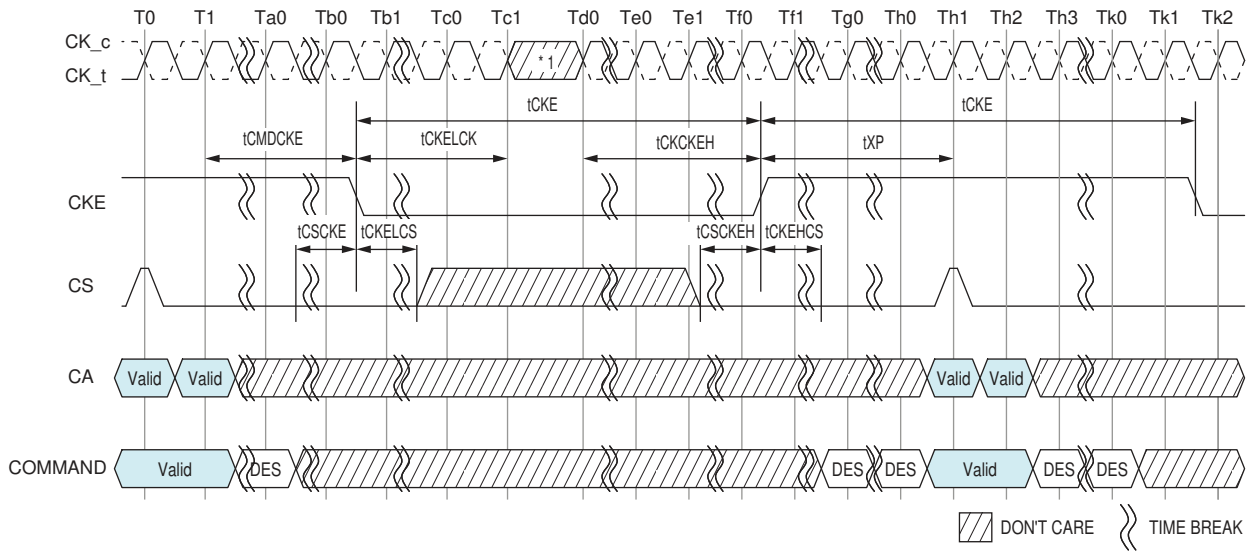 T0 T1 Ta0 Tb0 Tb1 Tc0 Tc1 Td0 Te0 Te1 Tf0 Tf1 Tg0 Th0 Th1 Th2 Th3 Tk0 Tk1 Tk2
CK_c
CK_t
* 1
tCKE tCKE
tCMDCKE tCKELCK tCKCKEH tXP
CKE
tCSCKE tCKELCS tCSCKEH tCKEHCS
CS
CA Valid Valid Valid Valid
COMMAND Valid DES DES DES Valid DES DES
DON'T CARE TIME BREAK